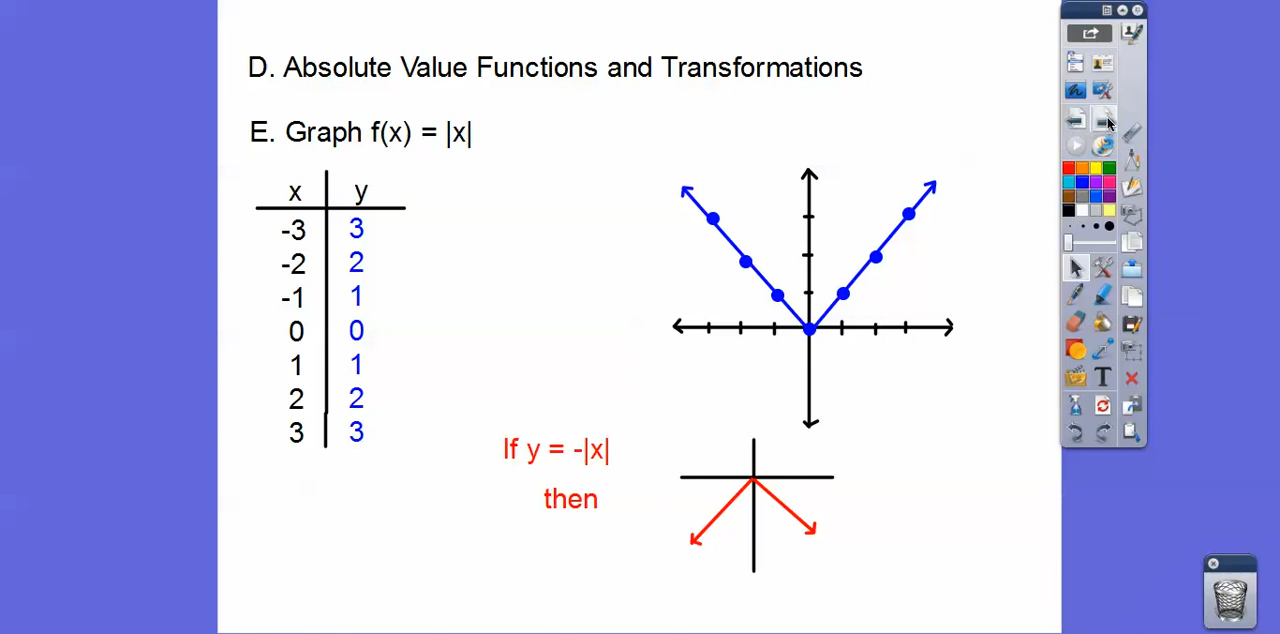 D. Absolute Value Functions and Transformations
E. Graph f(x) = |x|
x y
-3 3
-2 2
-1 1
0 0
1 1
2 2
3 3
If y = -|x|
then
T